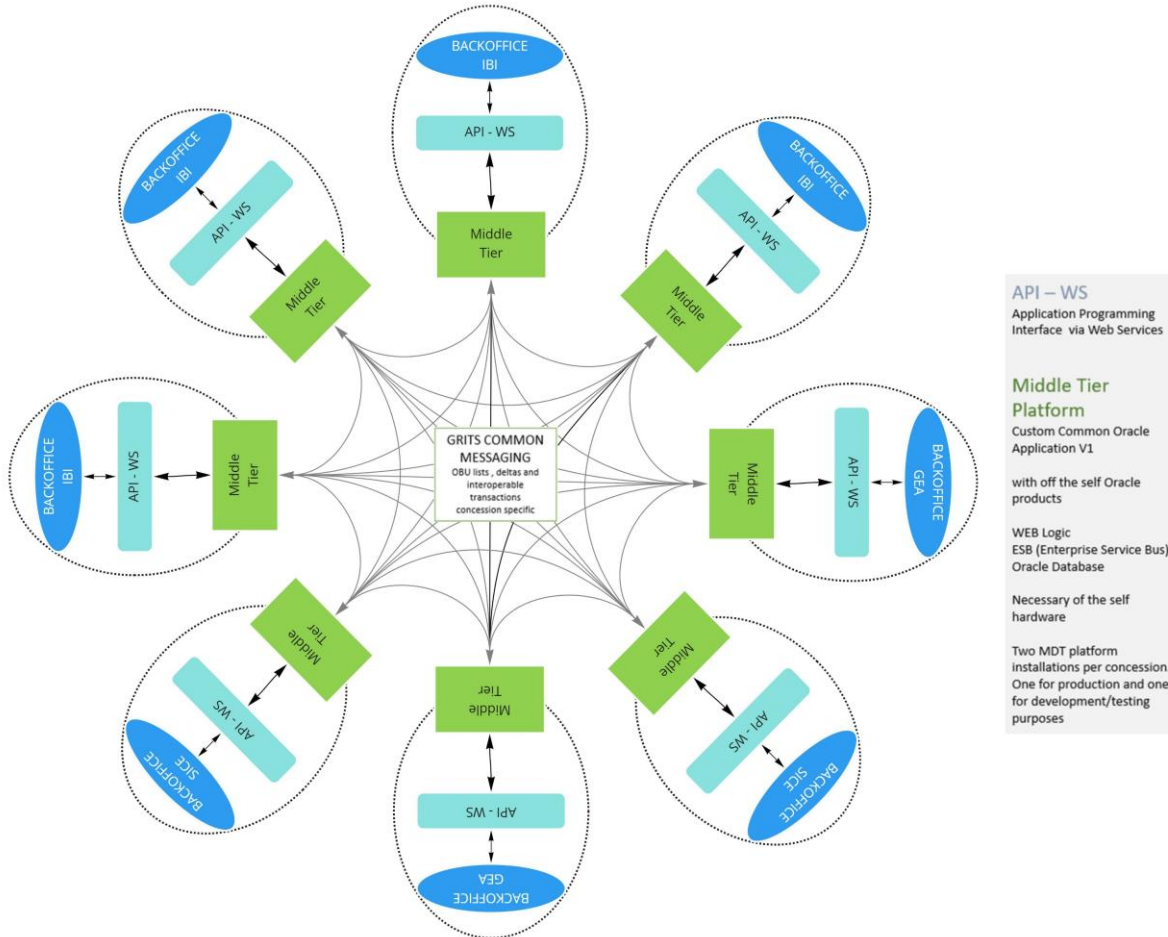 BACKOFFICE
IBI
API - WS
Middle
Tier
BACKOFFICE
IBI
API - WS
Middle
Tier
BACKOFFICE
IBI
API - WS
Middle
Tier
BACKOFFICE
IBI
API - WS
Middle
Tier
GRITS COMMON
MESSAGING
OBU lists , deltas and
interoperable
transactions
concession specific
Middle
Tier
API - WS
BACKOFFICE
GEA
Middle
Tier
API - WS
BACKOFFICE
SICE
Middle
Tier
API - WS
BACKOFFICE
GEA
Middle
Tier
API - WS
BACKOFFICE
SICE
API – WS
Application Programming
Interface via Web Services
Middle Tier
Platform
Custom Common Oracle
Application V1
with off the self Oracle
products
WEB Logic
ESB (Enterprise Service Bus)
Oracle Database
Necessary of the self
hardware
Two MDT platform
installations per concession.
One for production and one
for development/testing
purposes